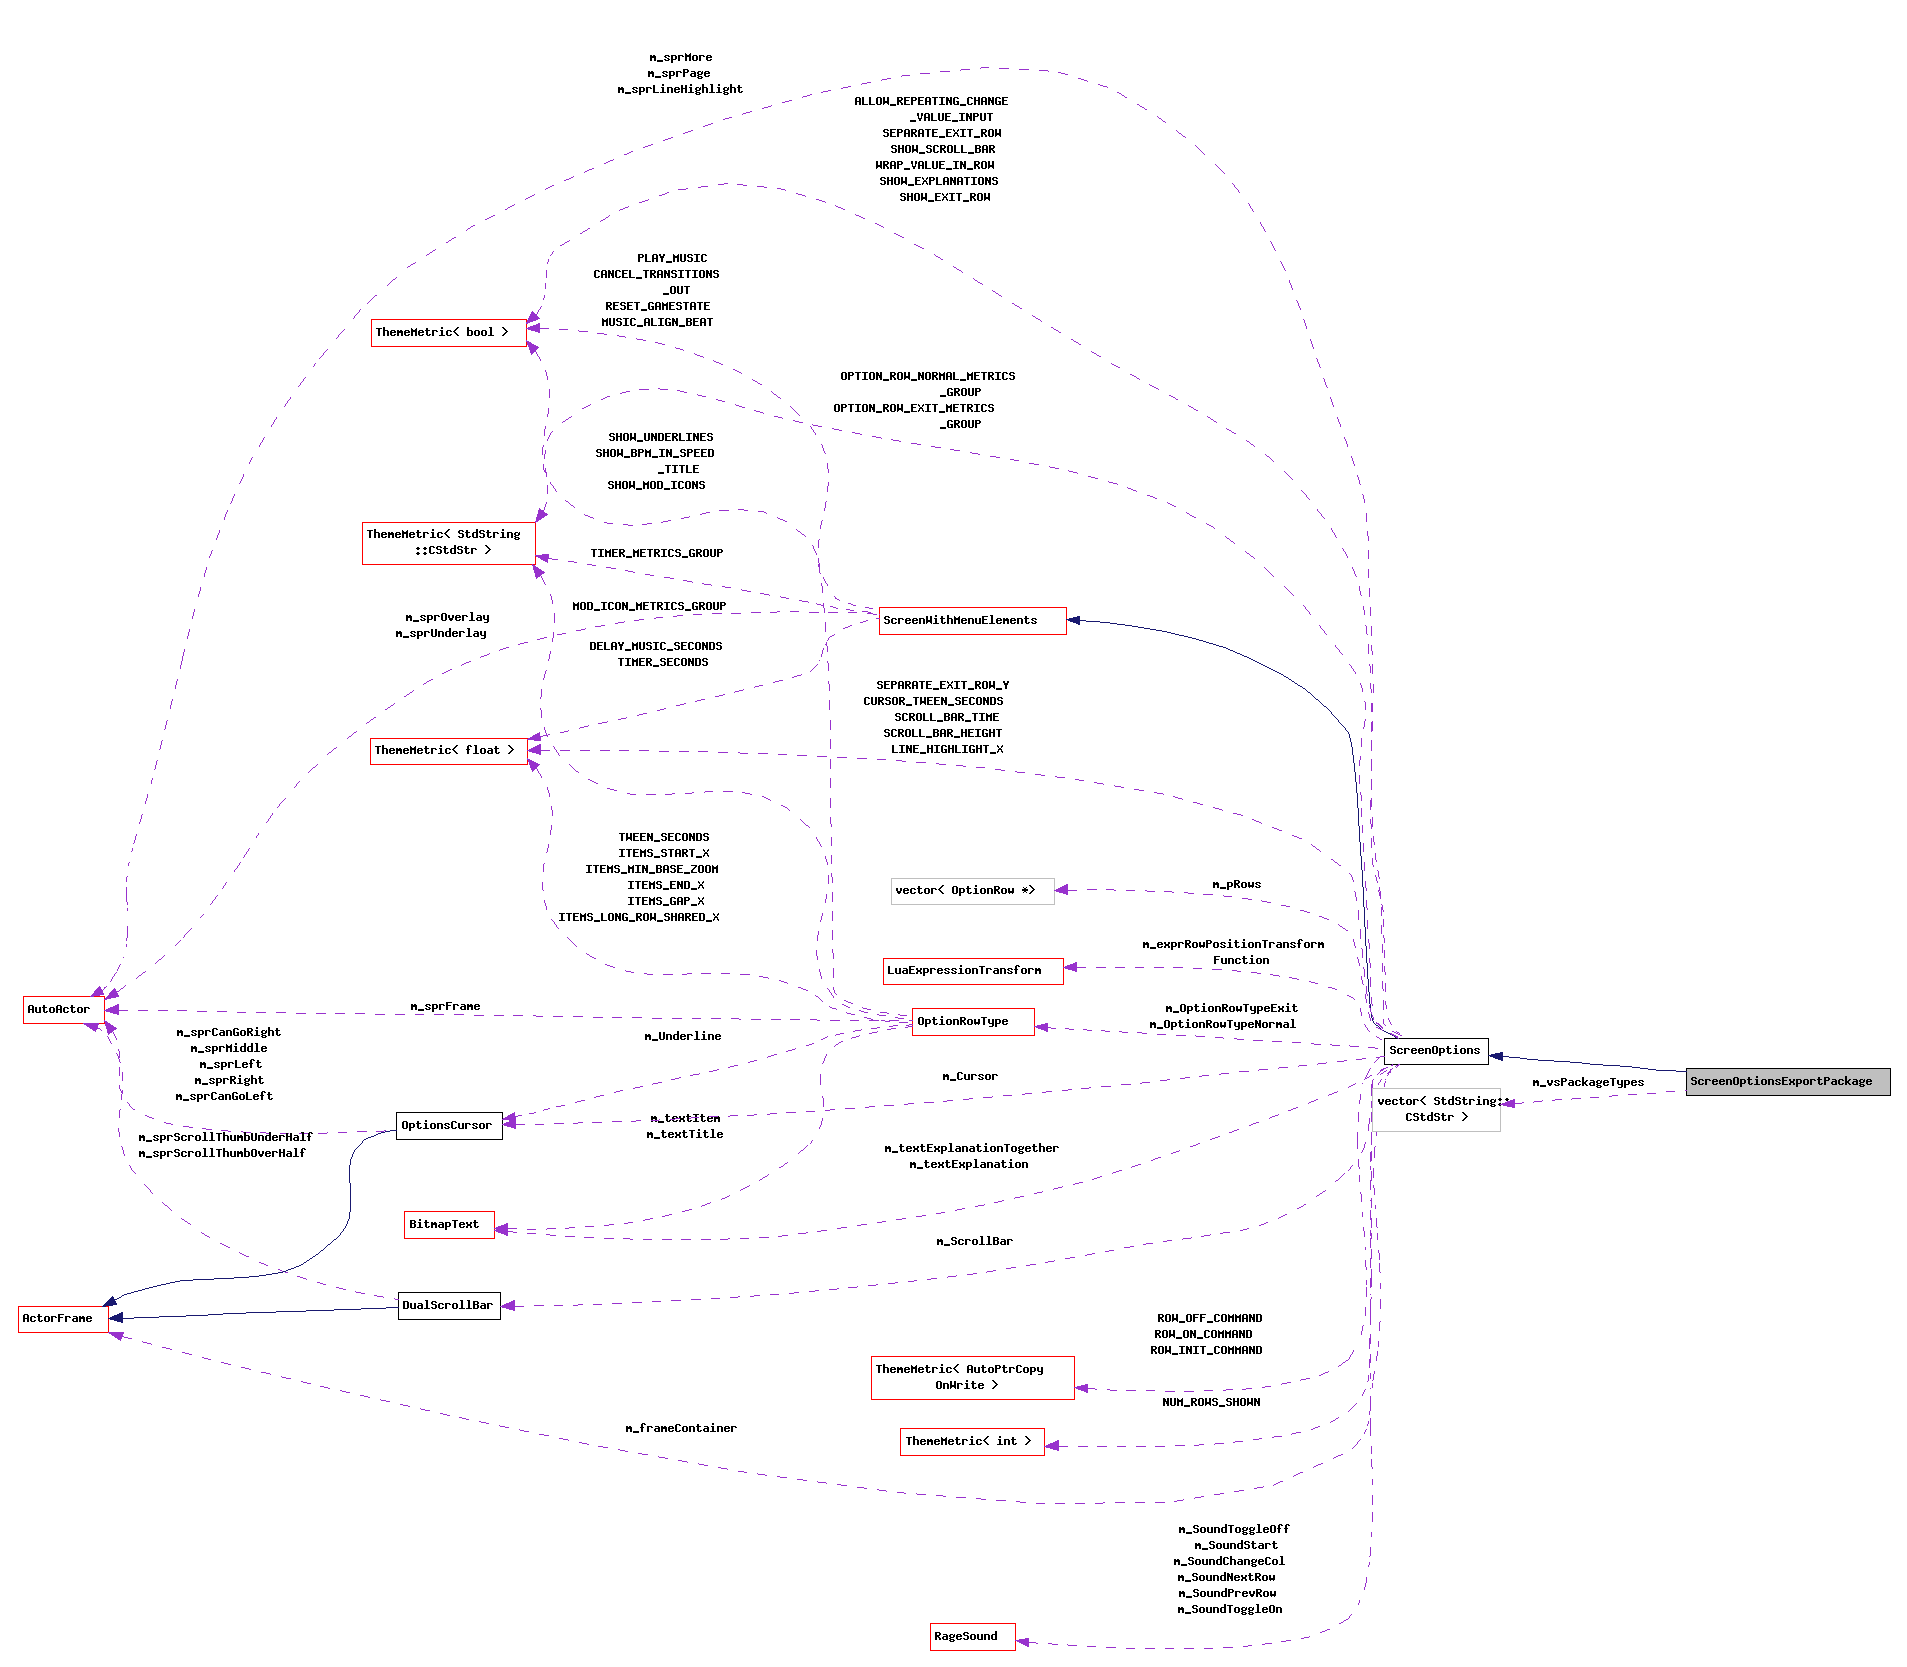 m_sprMore
m_sprPage
m_sprLineHighlight
ALLOW_REPEATING_CHANGE
_VALUE_INPUT
SEPARATE_EXIT_ROW
SHOW_SCROLL_BAR
WRAP_VALUE_IN_ROW
SHOW_EXPLANATIONS
SHOW_EXIT_ROW
PLAY_MUSIC
CANCEL_TRANSITIONS
_OUT
RESET_GAMESTATE
MUSIC_ALIGN_BEAT
ThemeMetric< bool >
OPTION_ROW_NORMAL_METRICS
_GROUP
OPTION_ROW_EXIT_METRICS
_GROUP
SHOW_UNDERLINES
SHOW_BPM_IN_SPEED
_TITLE
SHOW_MOD_ICONS
ThemeMetric< StdString
::CStdStr >
TIMER_METRICS_GROUP
MOD_ICON_METRICS_GROUP
m_sprOverlay
m_sprUnderlay
ScreenWithMenuElements
DELAY_MUSIC_SECONDS
TIMER_SECONDS
SEPARATE_EXIT_ROW_Y
CURSOR_TWEEN_SECONDS
SCROLL_BAR_TIME
SCROLL_BAR_HEIGHT
LINE_HIGHLIGHT_X
ThemeMetric< float >
TWEEN_SECONDS
ITEMS_START_X
ITEMS_MIN_BASE_ZOOM
ITEMS_END_X
ITEMS_GAP_X
ITEMS_LONG_ROW_SHARED_X
vector< OptionRow *>
m_pRows
m_exprRowPositionTransform
Function
LuaExpressionTransform
AutoActor
m_sprFrame
OptionRowType
m_OptionRowTypeExit
m_OptionRowTypeNormal
m_sprCanGoRight
m_sprMiddle
m_sprLeft
m_sprRight
m_sprCanGoLeft
m_Underline
ScreenOptions
m_Cursor
ScreenOptionsExportPackage
m_vsPackageTypes
vector< StdString::
CStdStr >
OptionsCursor
m_textItem
m_textTitle
m_sprScrollThumbUnderHalf
m_sprScrollThumbOverHalf
m_textExplanationTogether
m_textExplanation
BitmapText
m_ScrollBar
DualScrollBar
ActorFrame
ROW_OFF_COMMAND
ROW_ON_COMMAND
ROW_INIT_COMMAND
ThemeMetric< AutoPtrCopy
OnWrite >
NUM_ROWS_SHOWN
m_frameContainer
ThemeMetric< int >
m_SoundToggleOff
m_SoundStart
m_SoundChangeCol
m_SoundNextRow
m_SoundPrevRow
m_SoundToggleOn
RageSound